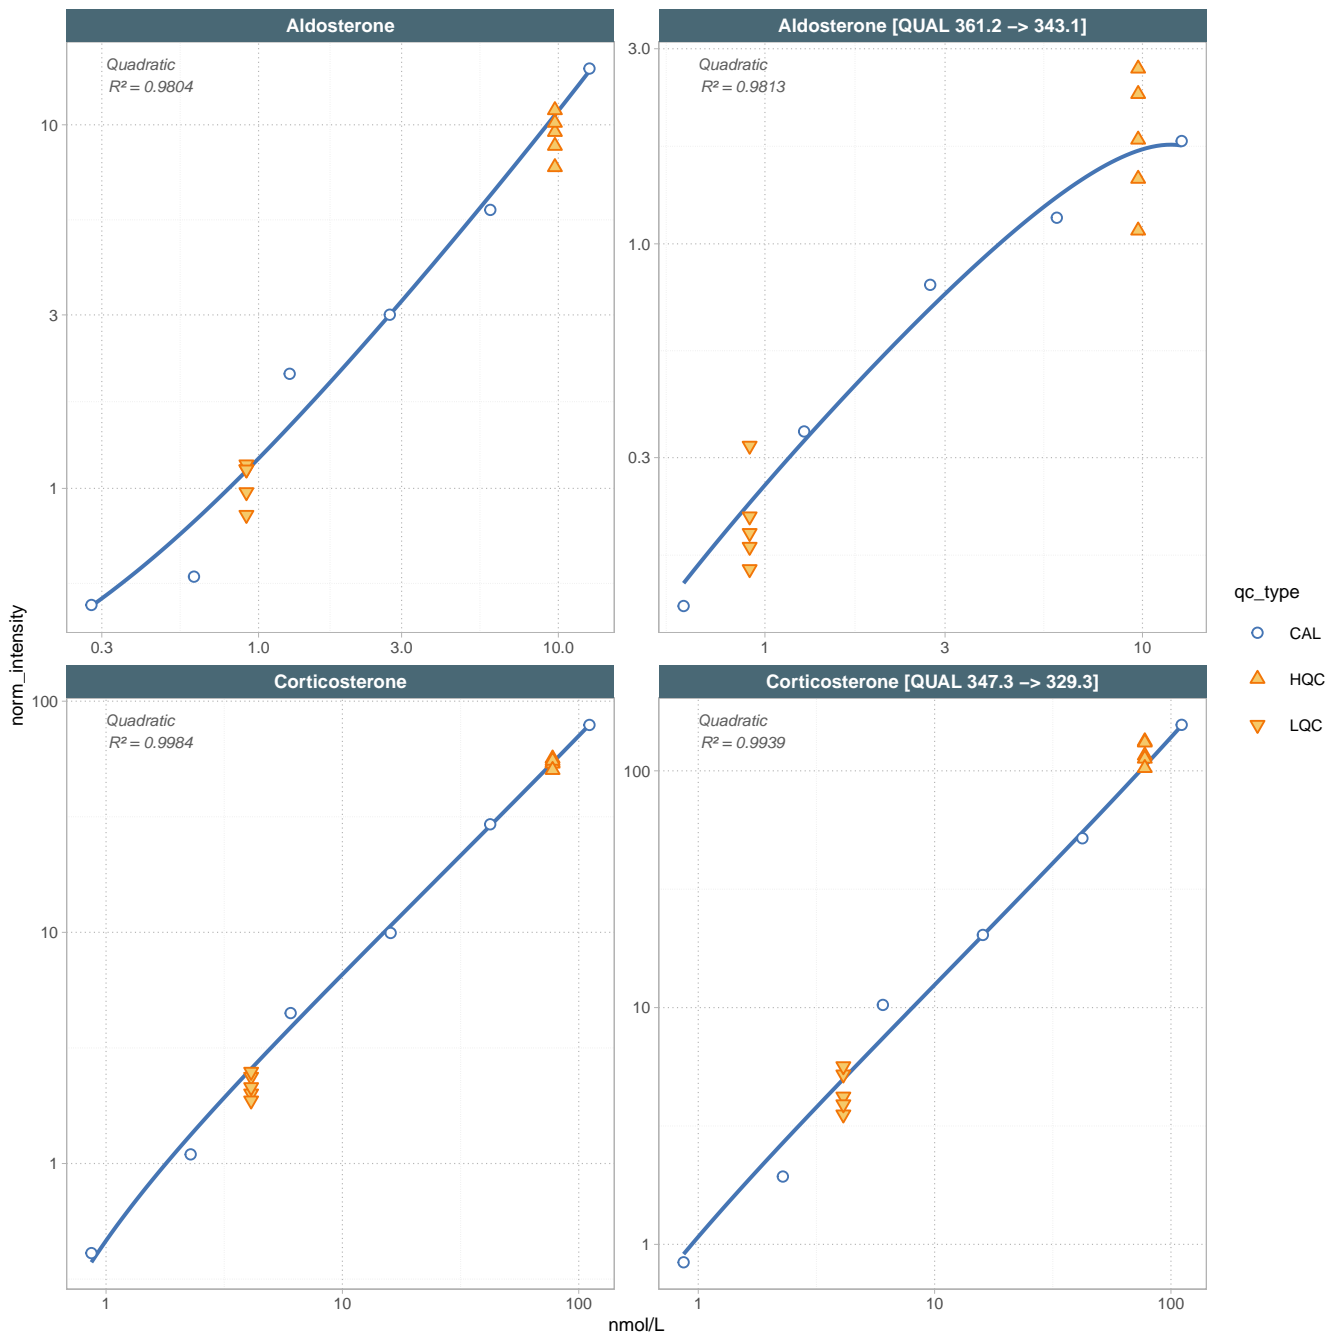 Aldosterone
Quadratic
R² = 0.9804
10
3
1
0.3
1.0
3.0
10.0
Aldosterone [QUAL 361.2 −> 343.1]
Quadratic
R² = 0.9813
3.0
1.0
0.3
1
3
10
Corticosterone
Quadratic
R² = 0.9984
100
10
1
1
10
100
Corticosterone [QUAL 347.3 −> 329.3]
Quadratic
R² = 0.9939
100
10
1
1
10
100
norm_intensity
nmol/L
qc_type
CAL
HQC
LQC